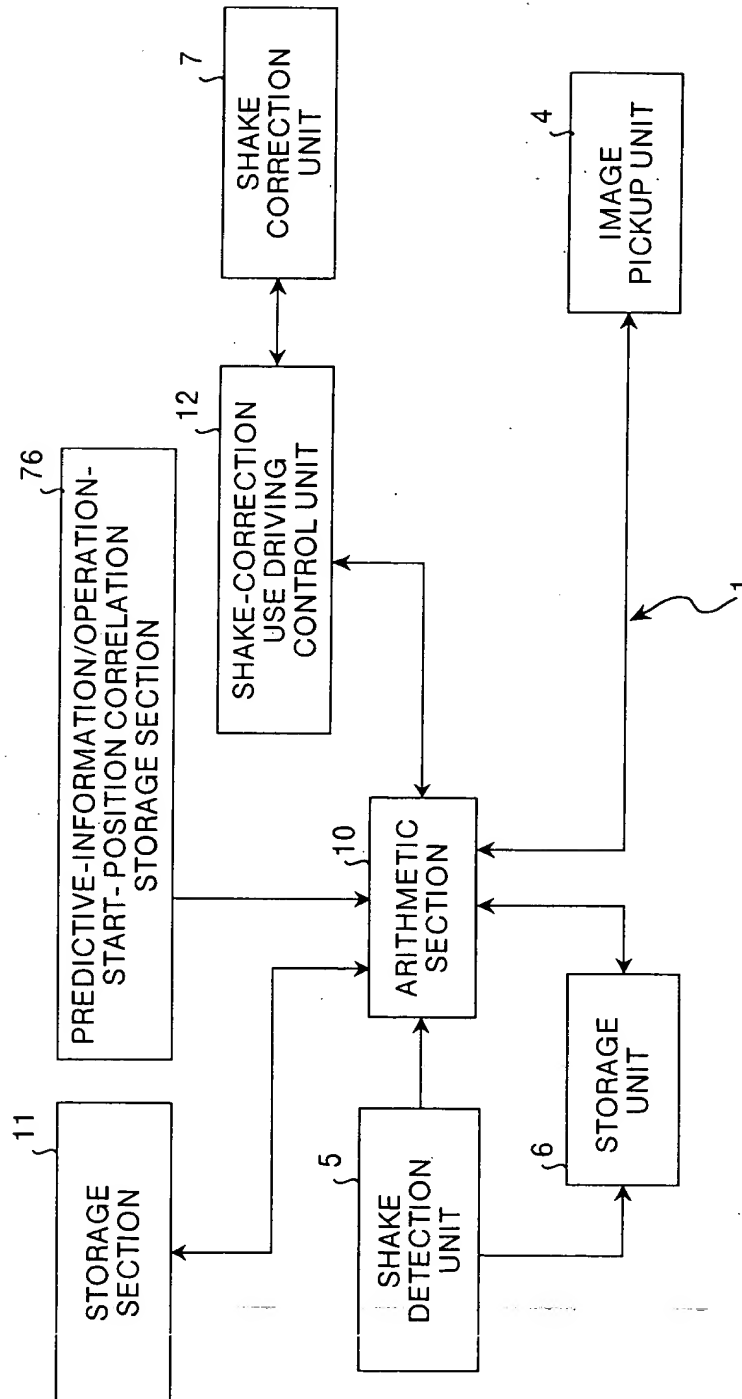 11
STORAGE
SECTION
76
PREDICTIVE-INFORMATION/OPERATION-
START- POSITION CORRELATION
STORAGE SECTION
12
SHAKE-CORRECTION
USE DRIVING
CONTROL UNIT
7
SHAKE
CORRECTION
UNIT
5
SHAKE
DETECTION
UNIT
10
ARITHMETIC
SECTION
6
STORAGE
UNIT
4
IMAGE
PICKUP UNIT
1